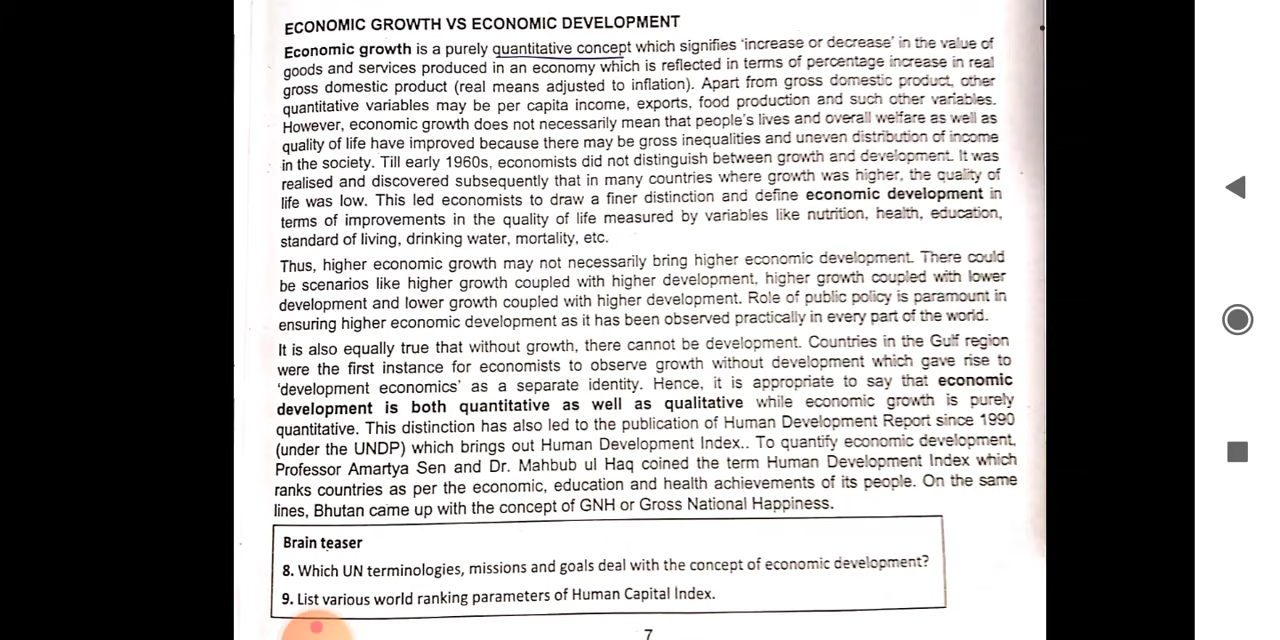 ECONOMIC GROWTH VS ECONOMIC DEVELOPMENT
Economic growth is a purely quantitative concept which signifies 'increase or decrease' in the value of
goods and services produced in an economy which is reflected in terms of percentage increase in real
gross domestic product (real means adjusted to inflation). Apart from gross domestic product, other
quantitative variables may be per capita income, exports, food production and such other variables.
However, economic growth does not necessarily mean that people's lives and overall welfare as well as
quality of life have improved because there may be gross inequalities and uneven distribution of income
in the society. Till early 1960s, economists did not distinguish between growth and development. It was
realised and discovered subsequently that in many countries where growth was higher, the quality of
life was low. This led economists to draw a finer distinction and define economic development in
terms of improvements in the quality of life measured by variables like nutrition, health, education,
standard of living, drinking water, mortality, etc.
Thus, higher economic growth may not necessarily bring higher economic development. There could
be scenarios like higher growth coupled with higher development, higher growth coupled with lower
development and lower growth coupled with higher development. Role of public policy is paramount in
ensuring higher economic development as it has been observed practically in every part of the world.
It is also equally true that without growth, there cannot be development. Countries in the Gulf region
were the first instance for economists to observe growth without development which gave rise to
'development economics' as a separate identity. Hence, it is appropriate to say that economic
development is both quantitative as well as qualitative while economic growth is purely
quantitative. This distinction has also led to the publication of Human Development Report since 1990
(under the UNDP) which brings out Human Development Index.. To quantify economic development,
Professor Amartya Sen and Dr. Mahbub ul Haq coined the term Human Development Index which
ranks countries as per the economic, education and health achievements of its people. On the same
lines, Bhutan came up with the concept of GNH or Gross National Happiness.
Brain teaser
8. Which UN terminologies, missions and goals deal with the concept of economic development?
9. List various world ranking parameters of Human Capital Index.
7